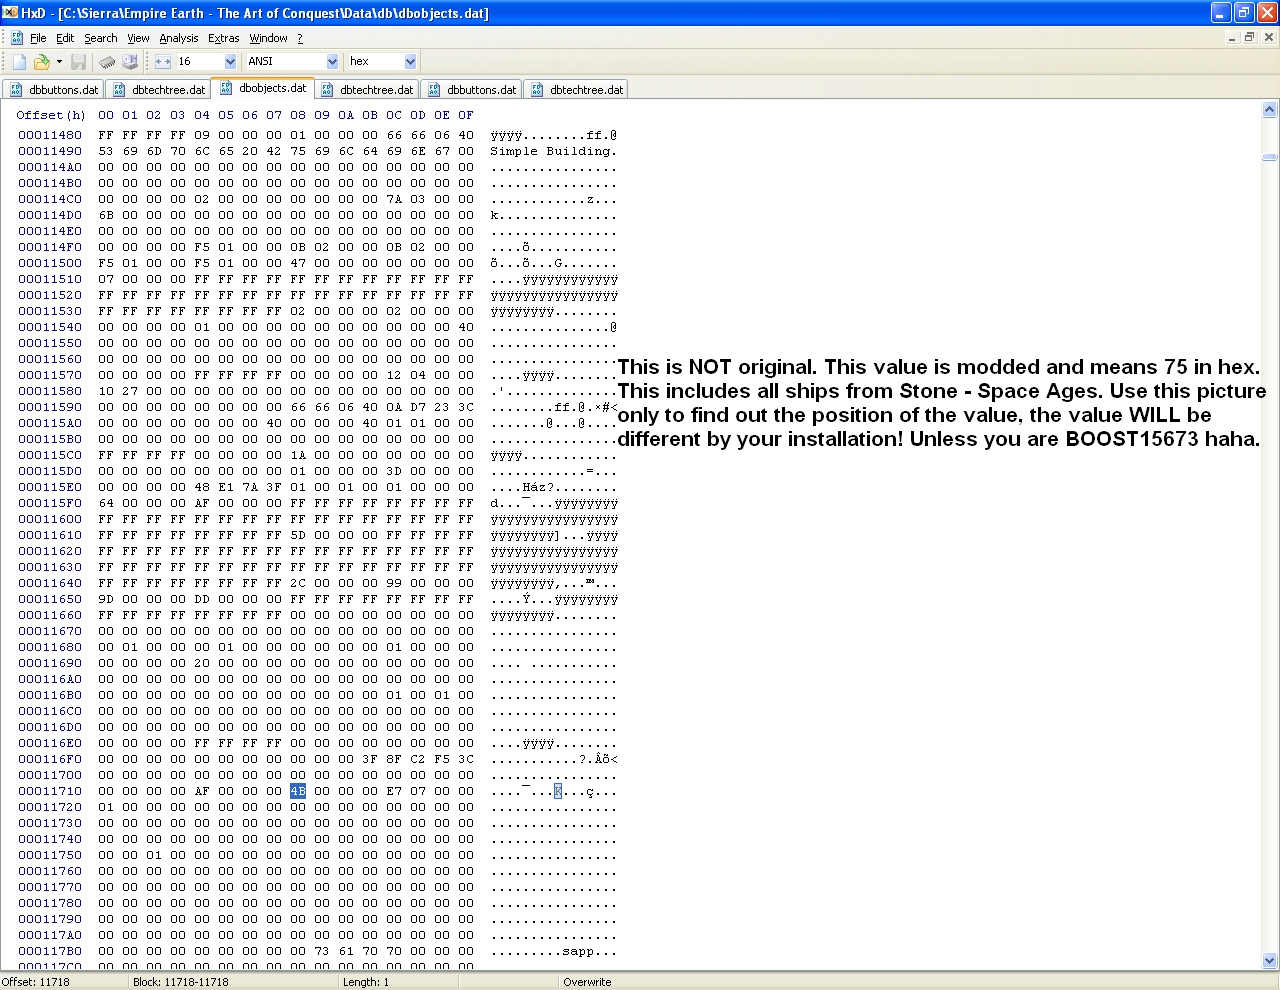 HxD - [C:\Sierra\Empire Earth - The Art of Conquest\Data\db\dbobjects.dat]
File Edit Search View Analysis Extras Window ?
16 ANSI hex
dbbuttons.dat dbtechtree.dat dbobjects.dat dbtechtree.dat dbbuttons.dat dbtechtree.dat
Offset(h) 00 01 02 03 04 05 06 07 08 09 0A 0B 0C 0D 0E 0F
00011480 FF FF FF FF 09 00 00 00 01 00 00 00 66 66 06 40 ÿÿÿÿ........ff.@
00011490 53 69 6D 70 6C 65 20 42 75 69 6C 64 69 6E 67 00 Simple Building.
000114A0 00 00 00 00 00 00 00 00 00 00 00 00 00 00 00 00 ................
000114B0 00 00 00 00 00 00 00 00 00 00 00 00 00 00 00 00 ................
000114C0 00 00 00 00 02 00 00 00 00 00 00 00 7A 03 00 00 ............z...
000114D0 6B 00 00 00 00 00 00 00 00 00 00 00 00 00 00 00 k...............
000114E0 00 00 00 00 00 00 00 00 00 00 00 00 00 00 00 00 ................
000114F0 00 00 00 00 F5 01 00 00 0B 02 00 00 0B 02 00 00 ....õ...........
00011500 F5 01 00 00 F5 01 00 00 47 00 00 00 00 00 00 00 õ...õ...G.......
00011510 07 00 00 00 FF FF FF FF FF FF FF FF FF FF FF FF ....ÿÿÿÿÿÿÿÿÿÿÿÿ
00011520 FF FF FF FF FF FF FF FF FF FF FF FF FF FF FF FF ÿÿÿÿÿÿÿÿÿÿÿÿÿÿÿÿ
00011530 FF FF FF FF FF FF FF FF 02 00 00 00 02 00 00 00 ÿÿÿÿÿÿÿÿ........
00011540 00 00 00 00 01 00 00 00 00 00 00 00 00 00 00 40 ...............@
00011550 00 00 00 00 00 00 00 00 00 00 00 00 00 00 00 00 ................
00011560 00 00 00 00 00 00 00 00 00 00 00 00 00 00 00 00 ................
00011570 00 00 00 00 FF FF FF FF 00 00 00 00 12 04 00 00 ....ÿÿÿÿ........
00011580 10 27 00 00 00 00 00 00 00 00 00 00 00 00 00 00 .'..............
00011590 00 00 00 00 00 00 00 00 66 66 06 40 0A D7 23 3C ........ff.@.×#<
000115A0 00 00 00 00 00 00 00 40 00 00 00 40 01 01 00 00 .......@...@....
000115B0 00 00 00 00 00 00 00 00 00 00 00 00 00 00 00 00 ................
000115C0 FF FF FF FF 00 00 00 00 1A 00 00 00 00 00 00 00 ÿÿÿÿ............
000115D0 00 00 00 00 00 00 00 00 01 00 00 00 3D 00 00 00 ............=...
000115E0 00 00 00 00 48 E1 7A 3F 01 00 01 00 01 00 00 00 ....Ház?........
000115F0 64 00 00 00 AF 00 00 00 FF FF FF FF FF FF FF FF d...¯...ÿÿÿÿÿÿÿÿ
00011600 FF FF FF FF FF FF FF FF FF FF FF FF FF FF FF FF ÿÿÿÿÿÿÿÿÿÿÿÿÿÿÿÿ
00011610 FF FF FF FF FF FF FF FF 5D 00 00 00 FF FF FF FF ÿÿÿÿÿÿÿÿ]...ÿÿÿÿ
00011620 FF FF FF FF FF FF FF FF FF FF FF FF FF FF FF FF ÿÿÿÿÿÿÿÿÿÿÿÿÿÿÿÿ
00011630 FF FF FF FF FF FF FF FF FF FF FF FF FF FF FF FF ÿÿÿÿÿÿÿÿÿÿÿÿÿÿÿÿ
00011640 FF FF FF FF FF FF FF FF 2C 00 00 00 99 00 00 00 ÿÿÿÿÿÿÿÿ,...™...
00011650 9D 00 00 00 DD 00 00 00 FF FF FF FF FF FF FF FF ....Ý...ÿÿÿÿÿÿÿÿ
00011660 FF FF FF FF FF FF FF FF 00 00 00 00 00 00 00 00 ÿÿÿÿÿÿÿÿ........
00011670 00 00 00 00 00 00 00 00 00 00 00 00 00 00 00 00 ................
00011680 00 01 00 00 00 01 00 00 00 00 00 00 01 00 00 00 ................
00011690 00 00 00 00 20 00 00 00 00 00 00 00 00 00 00 00 .... ...........
000116A0 00 00 00 00 00 00 00 00 00 00 00 00 00 00 00 00 ................
000116B0 00 00 00 00 00 00 00 00 00 00 00 00 01 00 01 00 ................
000116C0 00 00 00 00 00 00 00 00 00 00 00 00 00 00 00 00 ................
000116D0 00 00 00 00 00 00 00 00 00 00 00 00 00 00 00 00 ................
000116E0 00 00 00 00 FF FF FF FF 00 00 00 00 00 00 00 00 ....ÿÿÿÿ........
000116F0 00 00 00 00 00 00 00 00 00 00 00 3F 8F C2 F5 3C ...........?.Âõ<
00011700 00 00 00 00 00 00 00 00 00 00 00 00 00 00 00 00 ................
00011710 00 00 00 00 AF 00 00 00 4B 00 00 00 E7 07 00 00 ....¯...K...ç...
00011720 01 00 00 00 00 00 00 00 00 00 00 00 00 00 00 00 ................
00011730 00 00 00 00 00 00 00 00 00 00 00 00 00 00 00 00 ................
00011740 00 00 00 00 00 00 00 00 00 00 00 00 00 00 00 00 ................
00011750 00 00 01 00 00 00 00 00 00 00 00 00 00 00 00 00 ................
00011760 00 00 00 00 00 00 00 00 00 00 00 00 00 00 00 00 ................
00011770 00 00 00 00 00 00 00 00 00 00 00 00 00 00 00 00 ................
00011780 00 00 00 00 00 00 00 00 00 00 00 00 00 00 00 00 ................
00011790 00 00 00 00 00 00 00 00 00 00 00 00 00 00 00 00 ................
000117A0 00 00 00 00 00 00 00 00 00 00 00 00 00 00 00 00 ................
000117B0 00 00 00 00 00 00 00 00 00 73 61 70 70 00 00 00 .........sapp...
000117C0 00 00 00 00 00 00 00 00 00 00 00 00 00 00 00 00 ................
This is NOT original. This value is modded and means 75 in hex.
This includes all ships from Stone - Space Ages. Use this picture
only to find out the position of the value, the value WILL be
different by your installation! Unless you are BOOST15673 haha.
Offset: 11718 Block: 11718-11718 Length: 1 Overwrite